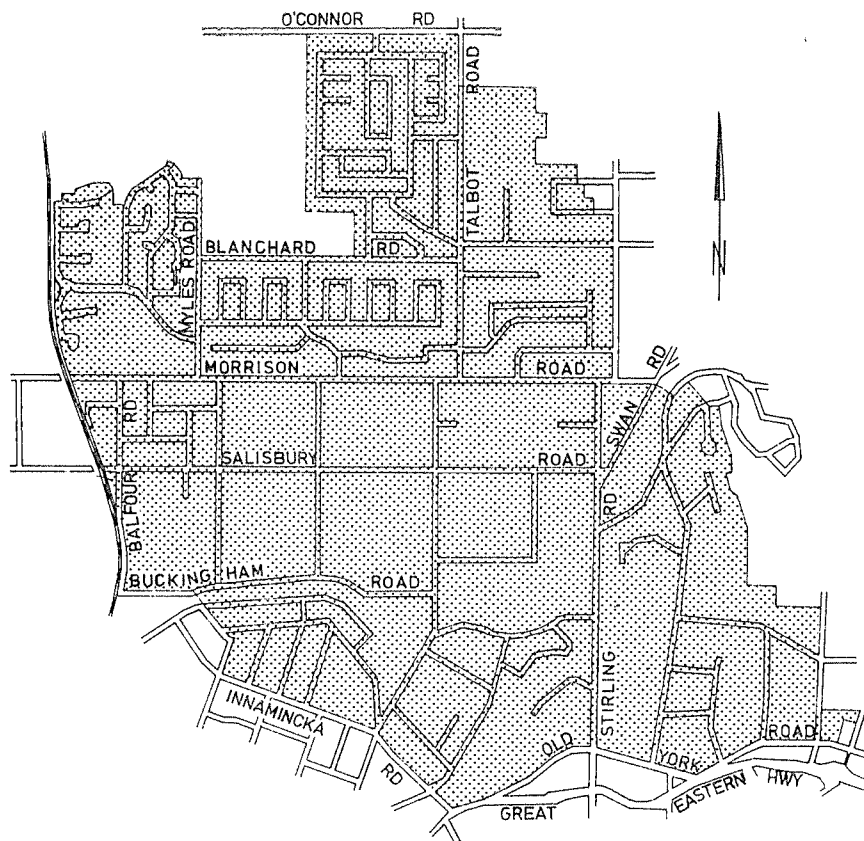 O'CONNOR RD
ROAD
TALBOT
N
BLANCHARD RD
MYLES ROAD
MORRISON ROAD
SWAN RD
RD
BALFOUR
SALISBURY ROAD
RD
BUCKINGHAM ROAD
STIRLING
INNAMINCKA
RD
OLD
YORK
ROAD
GREAT
EASTERN
HWY